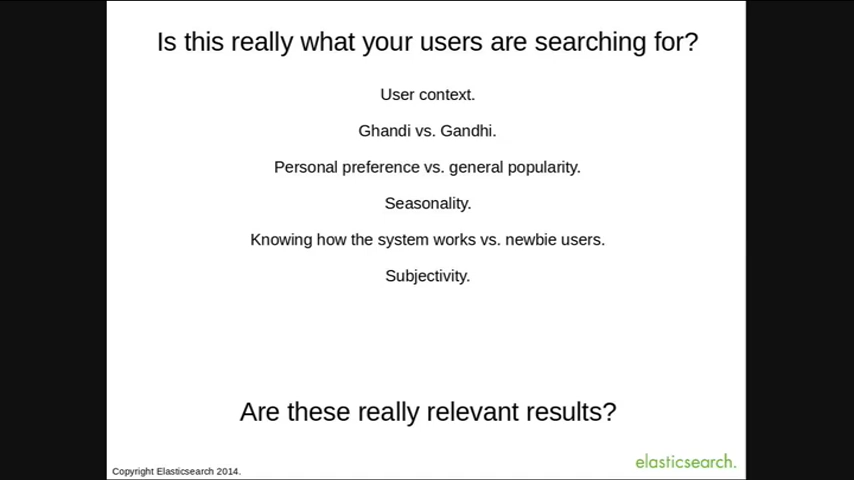 Is this really what your users are searching for?
User context.
Ghandi vs. Gandhi.
Personal preference vs. general popularity.
Seasonality.
Knowing how the system works vs. newbie users.
Subjectivity.
Are these really relevant results?
elasticsearch.
Copyright Elasticsearch 2014.